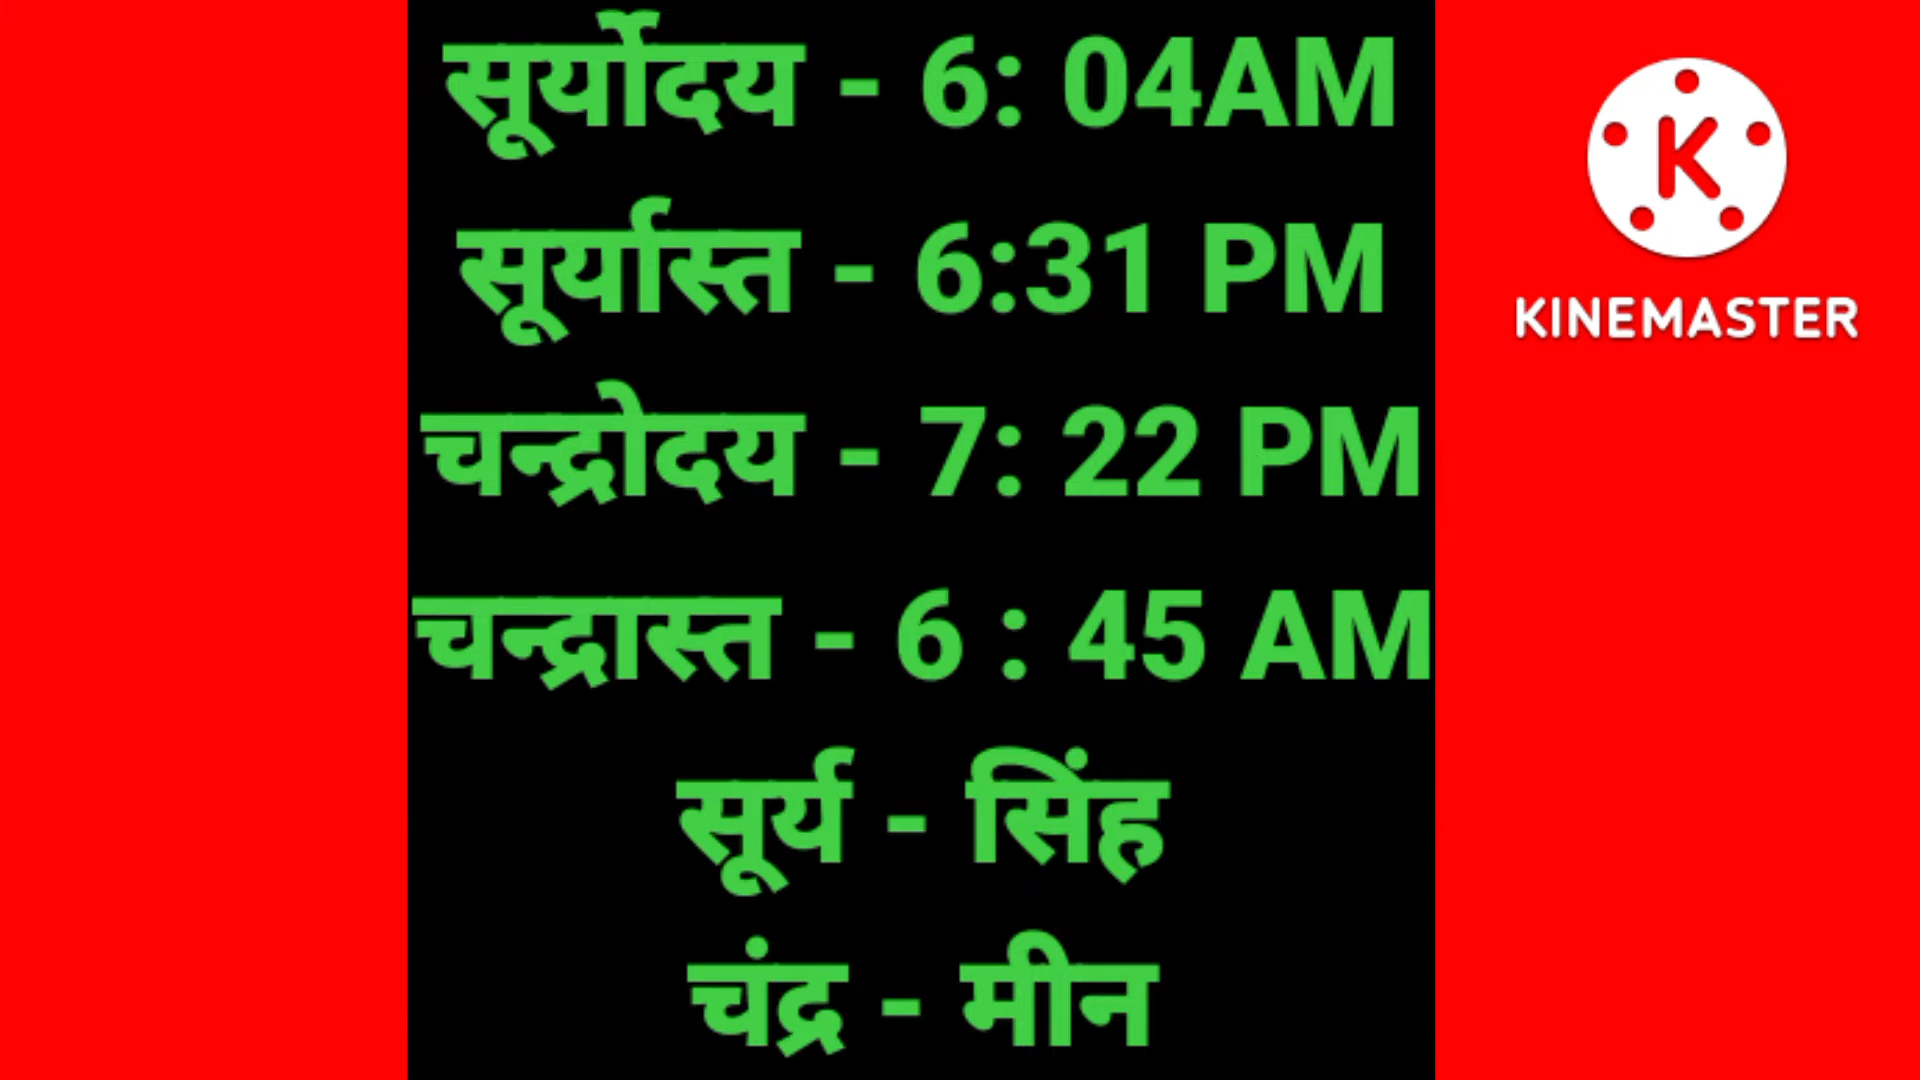 सूर्योदय - 6: 04AM
सूर्यास्त - 6:31 PM
चन्द्रोदय - 7: 22 PM
चन्द्रास्त - 6 : 45 AM
सूर्य - सिंह
चंद्र - मीन
K
KINEMASTER